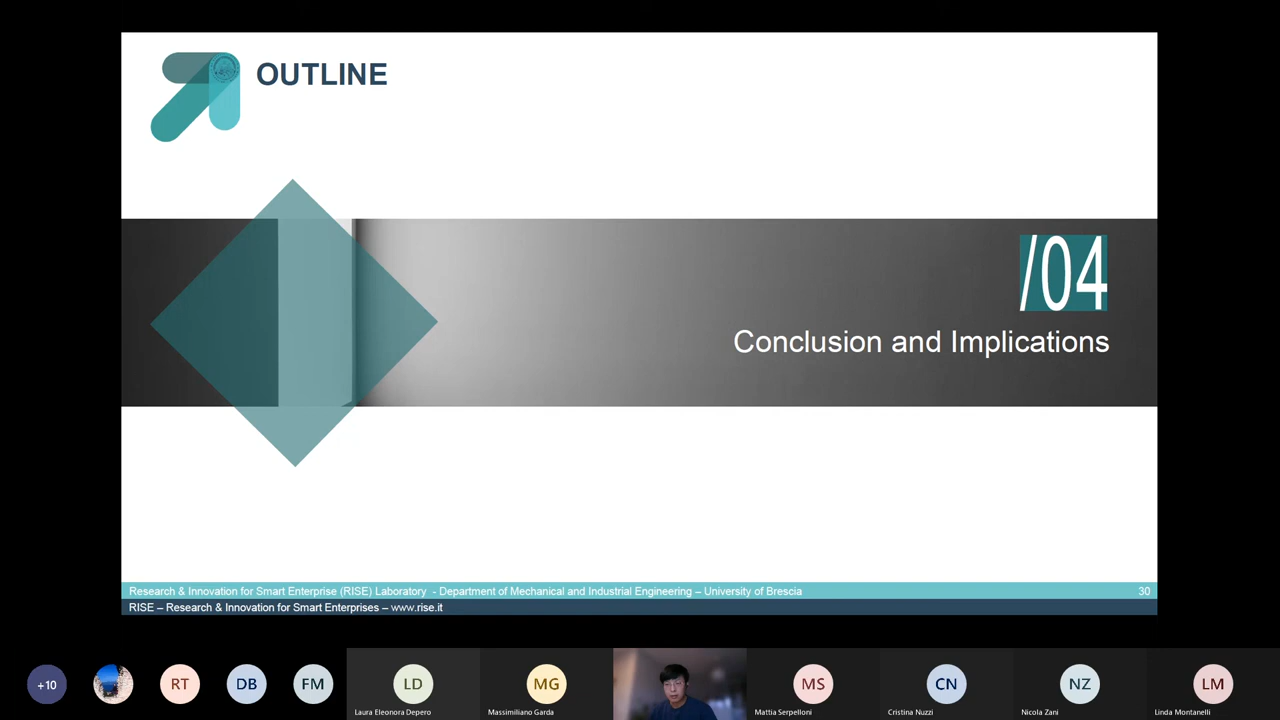 OUTLINE
/04
Conclusion and Implications
Research & Innovation for Smart Enterprise (RISE) Laboratory - Department of Mechanical and Industrial Engineering – University of Brescia
30
RISE – Research & Innovation for Smart Enterprises – www.rise.it
+10
RT
DB
FM
LD
MG
MS
CN
NZ
LM
Laura Eleonora Depero
Massimiliano Garda
Mattia Serpelloni
Cristina Nuzzi
Nicola Zani
Linda Montanelli